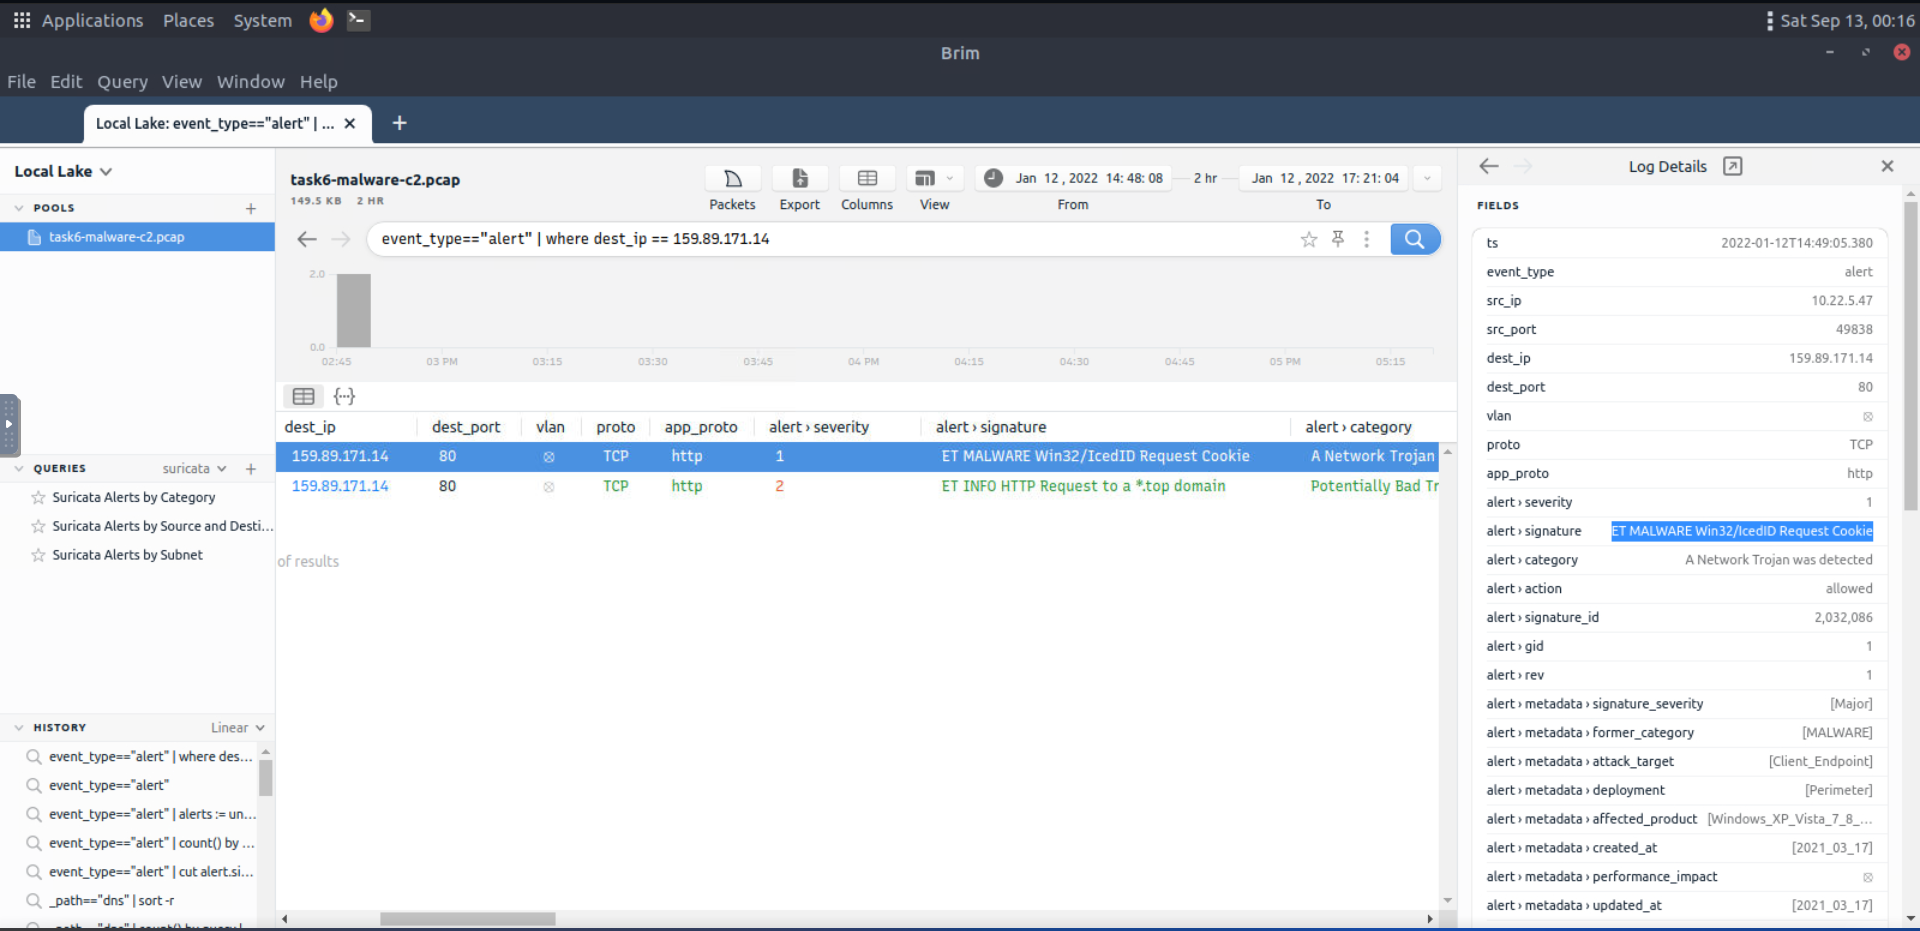 Applications Places System Sat Sep 13, 00:16
Brim
File Edit Query View Window Help
Local Lake: event_type=="alert" | ...
Local Lake
POOLS
task6-malware-c2.pcap
QUERIES suricata
Suricata Alerts by Category
Suricata Alerts by Source and Desti...
Suricata Alerts by Subnet
HISTORY Linear
event_type=="alert" | where des...
event_type=="alert"
event_type=="alert" | alerts := un...
event_type=="alert" | count() by ...
event_type=="alert" | cut alert.si...
_path=="dns" | sort -r
task6-malware-c2.pcap
149.5 KB 2 HR
Packets Export Columns View
Jan 12 , 2022 14: 48: 08 2 hr Jan 12 , 2022 17: 21: 04
From To
event_type=="alert" | where dest_ip == 159.89.171.14
2.0
0.0
02:45 03 PM 03:15 03:30 03:45 04 PM 04:15 04:30 04:45 05 PM 05:15
dest_ip dest_port vlan proto app_proto alert › severity alert › signature alert › category
159.89.171.14 80 TCP http 1 ET MALWARE Win32/IcedID Request Cookie A Network Trojan
159.89.171.14 80 TCP http 2 ET INFO HTTP Request to a *.top domain Potentially Bad Tr
of results
Log Details
FIELDS
ts 2022-01-12T14:49:05.380
event_type alert
src_ip 10.22.5.47
src_port 49838
dest_ip 159.89.171.14
dest_port 80
vlan
proto TCP
app_proto http
alert › severity 1
alert › signature ET MALWARE Win32/IcedID Request Cookie
alert › category A Network Trojan was detected
alert › action allowed
alert › signature_id 2,032,086
alert › gid 1
alert › rev 1
alert › metadata › signature_severity [Major]
alert › metadata › former_category [MALWARE]
alert › metadata › attack_target [Client_Endpoint]
alert › metadata › deployment [Perimeter]
alert › metadata › affected_product [Windows_XP_Vista_7_8_...
alert › metadata › created_at [2021_03_17]
alert › metadata › performance_impact
alert › metadata › updated_at [2021_03_17]